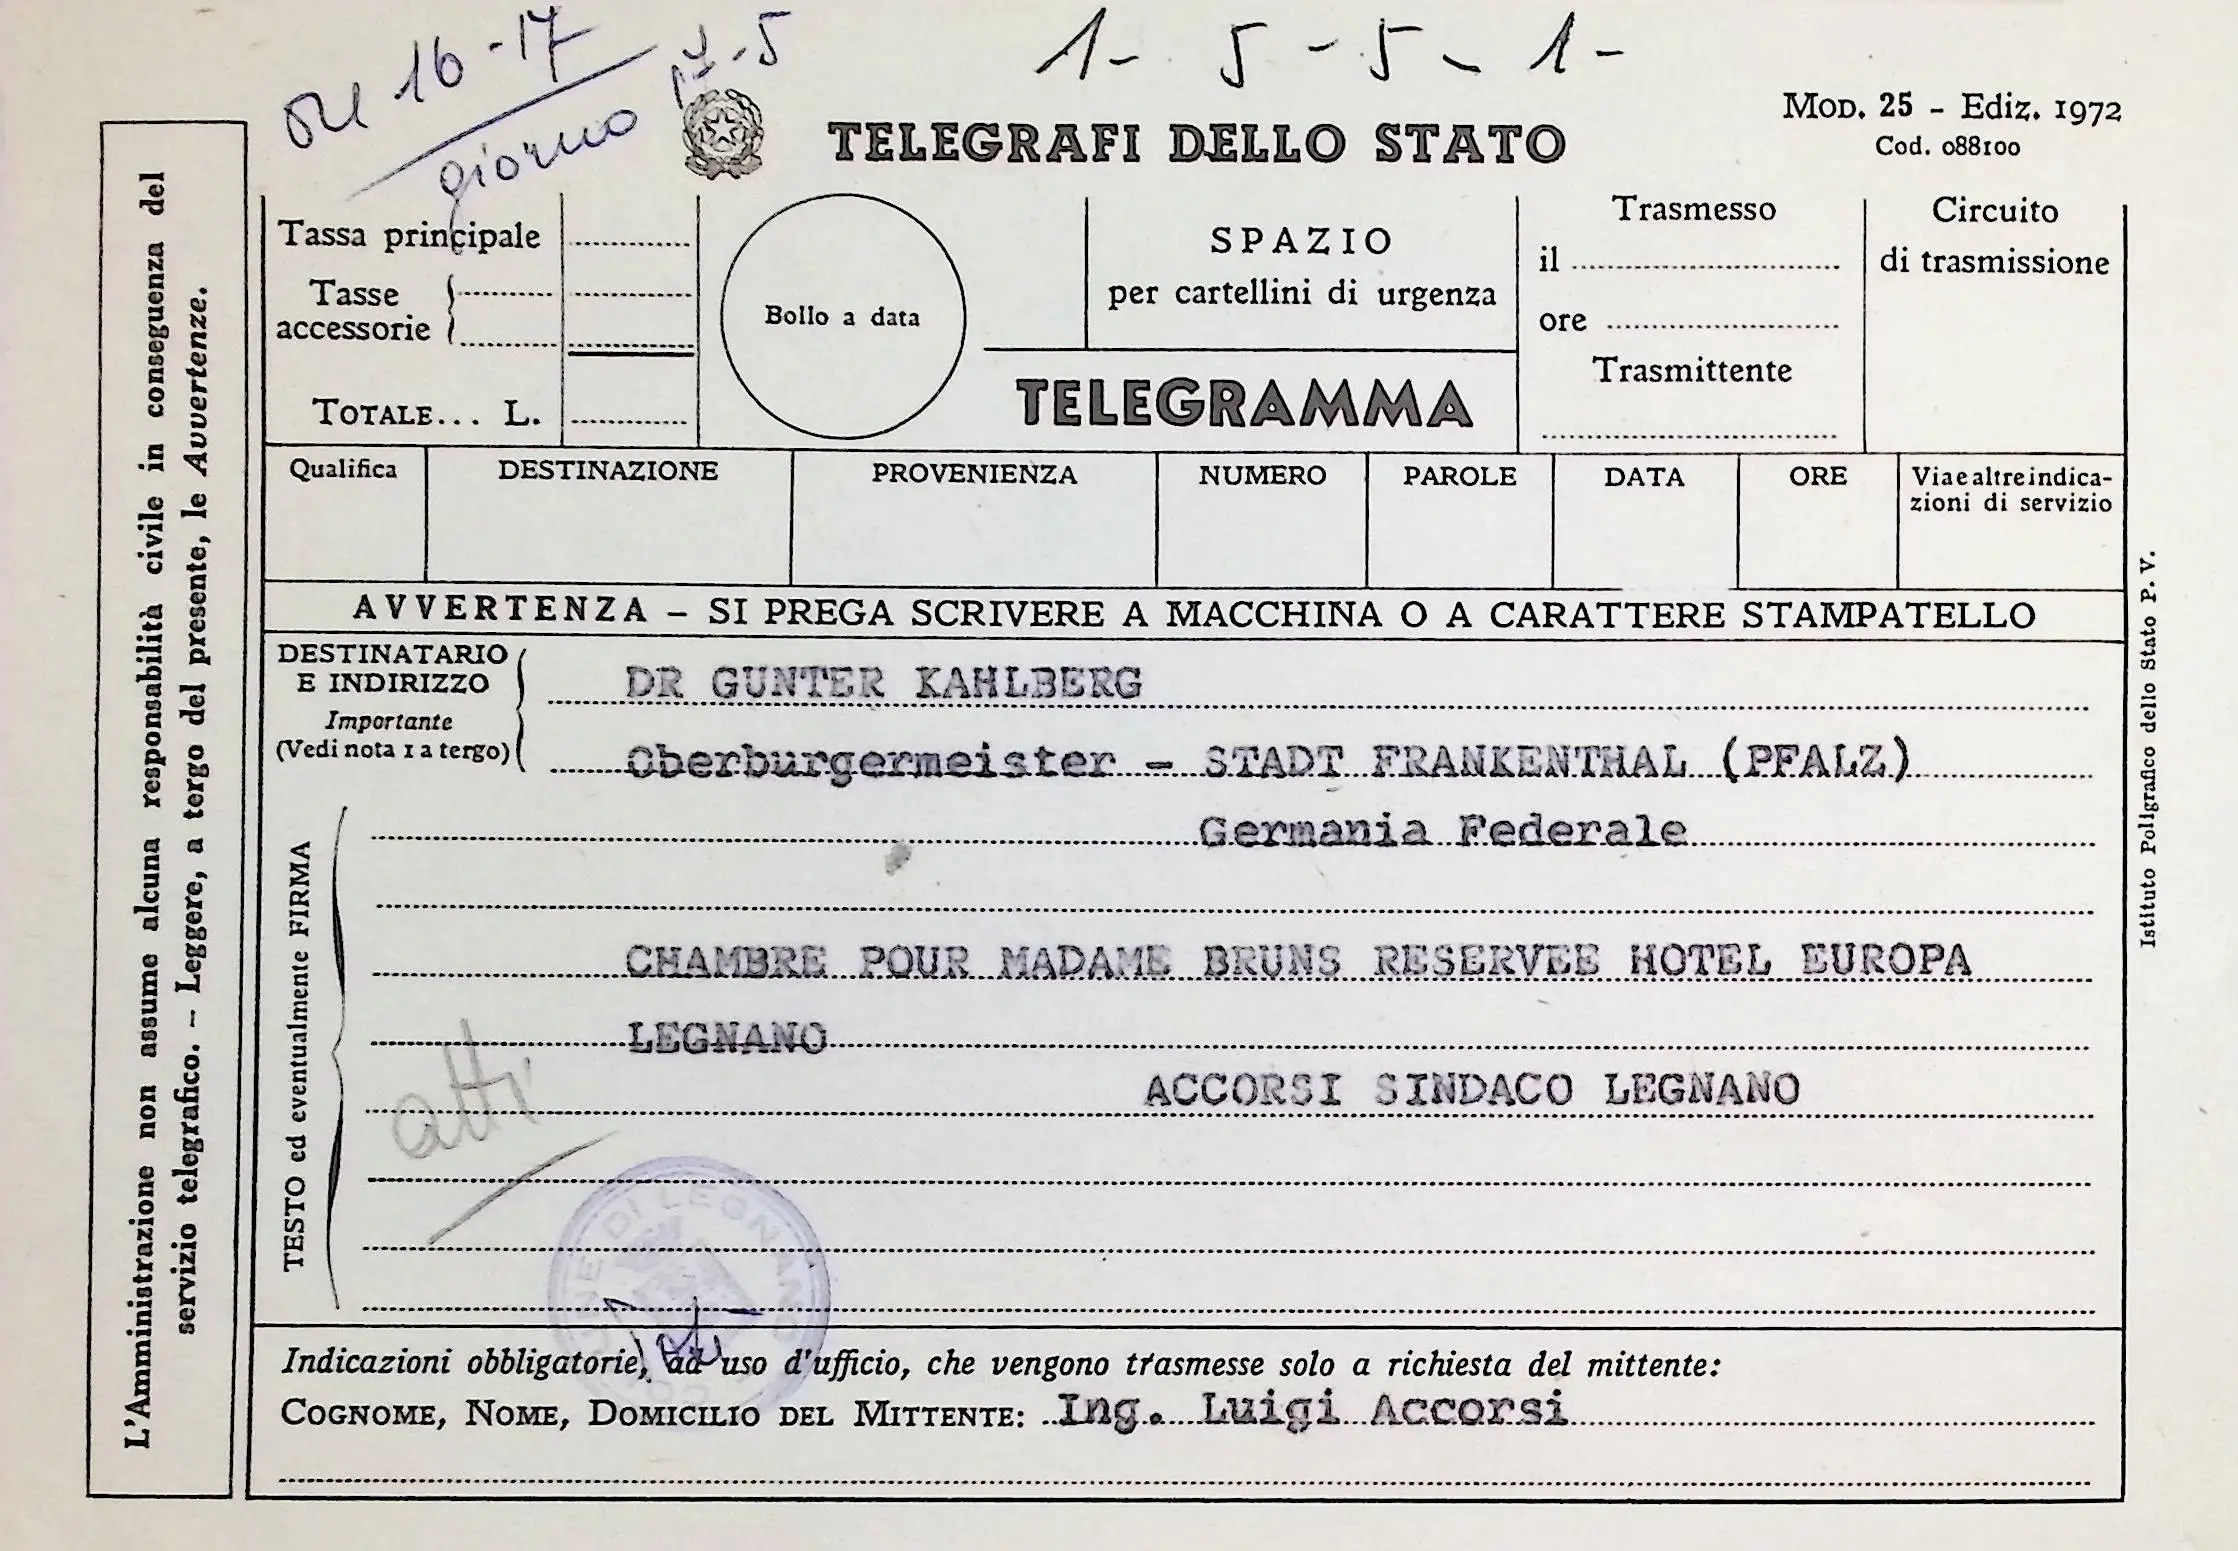 ore 16-17
giorno
1- 5 - 5 - 1-
TELEGRAFI DELLO STATO
MOD. 25 - Ediz. 1972
Cod. 088100
Tassa principale
Tasse
accessorie
TOTALE... L.
Bollo a data
SPAZIO
per cartellini di urgenza
TELEGRAMMA
Trasmesso
il
ore
Trasmittente
Circuito
di trasmissione
Qualifica
DESTINAZIONE
PROVENIENZA
NUMERO
PAROLE
DATA
ORE
Vie e altre indica-
zioni di servizio
AVVERTENZA - SI PREGA SCRIVERE A MACCHINA O A CARATTERE STAMPATELLO
DESTINATARIO
E INDIRIZZO
Importante
(Vedi nota 1 a tergo)
DR GUNTER KAHLBERG
Oberburgermeister - STADT FRANKENTHAL (PFALZ)
Germania Federale
TESTO ed eventualmente FIRMA
CHAMBRE POUR MADAME BRUNS RESERVEE HOTEL EUROPA
LEGNANO
ACCORSI SINDACO LEGNANO
atti
COMUNE DI LEGNANO
Indicazioni obbligatorie, ad uso d'ufficio, che vengono trasmesse solo a richiesta del mittente:
COGNOME, NOME, DOMICILIO DEL MITTENTE: Ing. Luigi Accorsi
L'Amministrazione non assume alcuna responsabilità civile in conseguenza del
servizio telegrafico. - Leggere, a tergo del presente, le Avvertenze.
Istituto Poligrafico dello Stato P. V.